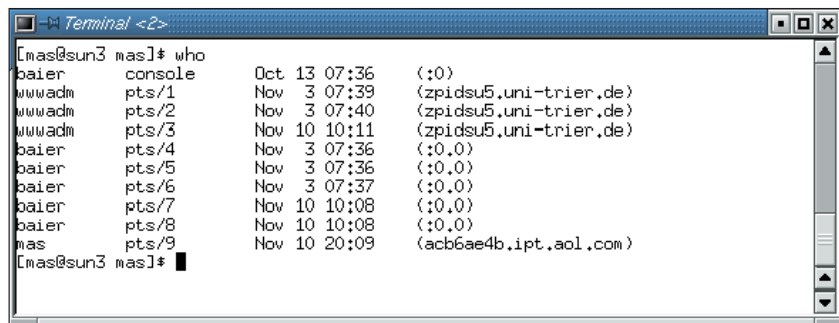 Terminal <2>
[mas@sun3 mas]$ who
baier console Oct 13 07:36 (:0)
wwwadm pts/1 Nov 3 07:39 (zpidsu5.uni-trier.de)
wwwadm pts/2 Nov 3 07:40 (zpidsu5.uni-trier.de)
wwwadm pts/3 Nov 10 10:11 (zpidsu5.uni-trier.de)
baier pts/4 Nov 3 07:36 (:0.0)
baier pts/5 Nov 3 07:36 (:0.0)
baier pts/6 Nov 3 07:37 (:0.0)
baier pts/7 Nov 10 10:08 (:0.0)
baier pts/8 Nov 10 10:08 (:0.0)
mas pts/9 Nov 10 20:09 (acb6ae4b.ipt.aol.com)
[mas@sun3 mas]$